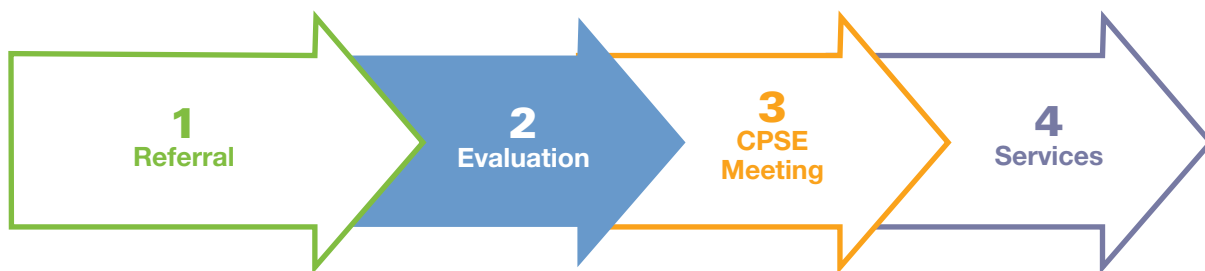 1
Referral
2
Evaluation
3
CPSE
Meeting
4
Services